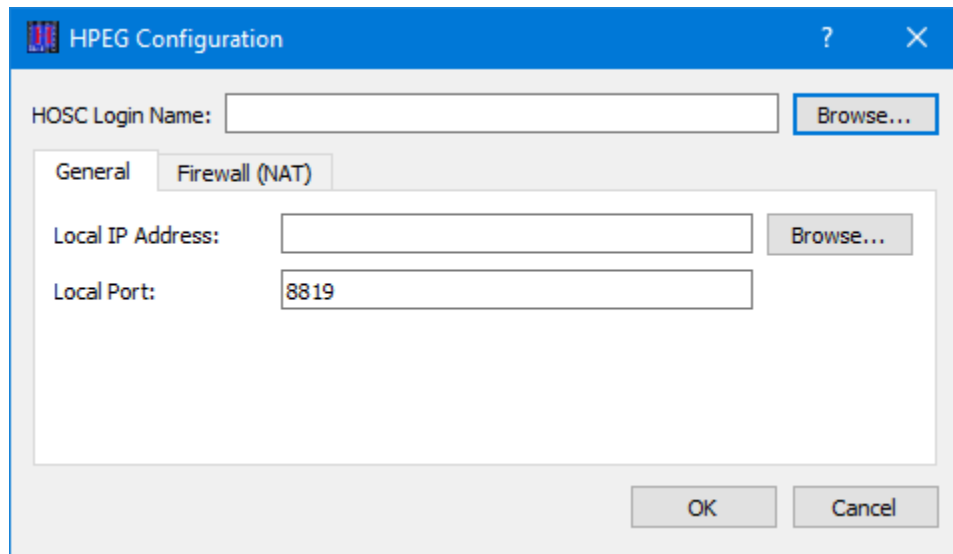 HPEG Configuration ?
HOSC Login Name: Browse...
General Firewall (NAT)
Local IP Address: Browse...
Local Port: 8819
OK Cancel